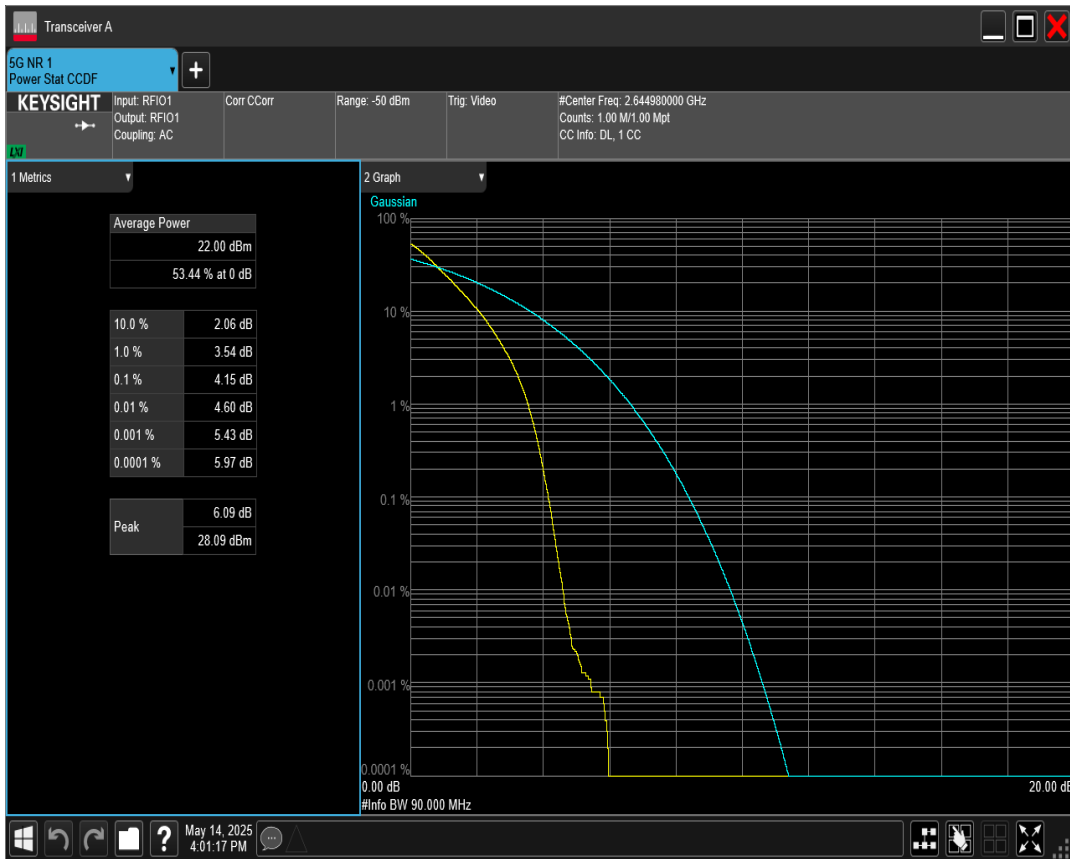 Transceiver A
5G NR 1
Power Stat CCDF
KEYSIGHT
LXI
Input: RFIO1
Output: RFIO1
Coupling: AC
Corr CCorr
Range: -50 dBm
Trig: Video
#Center Freq: 2.644980000 GHz
Counts: 1.00 M/1.00 Mpt
CC Info: DL, 1 CC
1 Metrics
Average Power
22.00 dBm
53.44 % at 0 dB
10.0 % 2.06 dB
1.0 % 3.54 dB
0.1 % 4.15 dB
0.01 % 4.60 dB
0.001 % 5.43 dB
0.0001 % 5.97 dB
Peak
6.09 dB
28.09 dBm
2 Graph
Gaussian
100 %
10 %
1 %
0.1 %
0.01 %
0.001 %
0.0001 %
0.00 dB 20.00 dB
#Info BW 90.000 MHz
?
May 14, 2025
4:01:17 PM